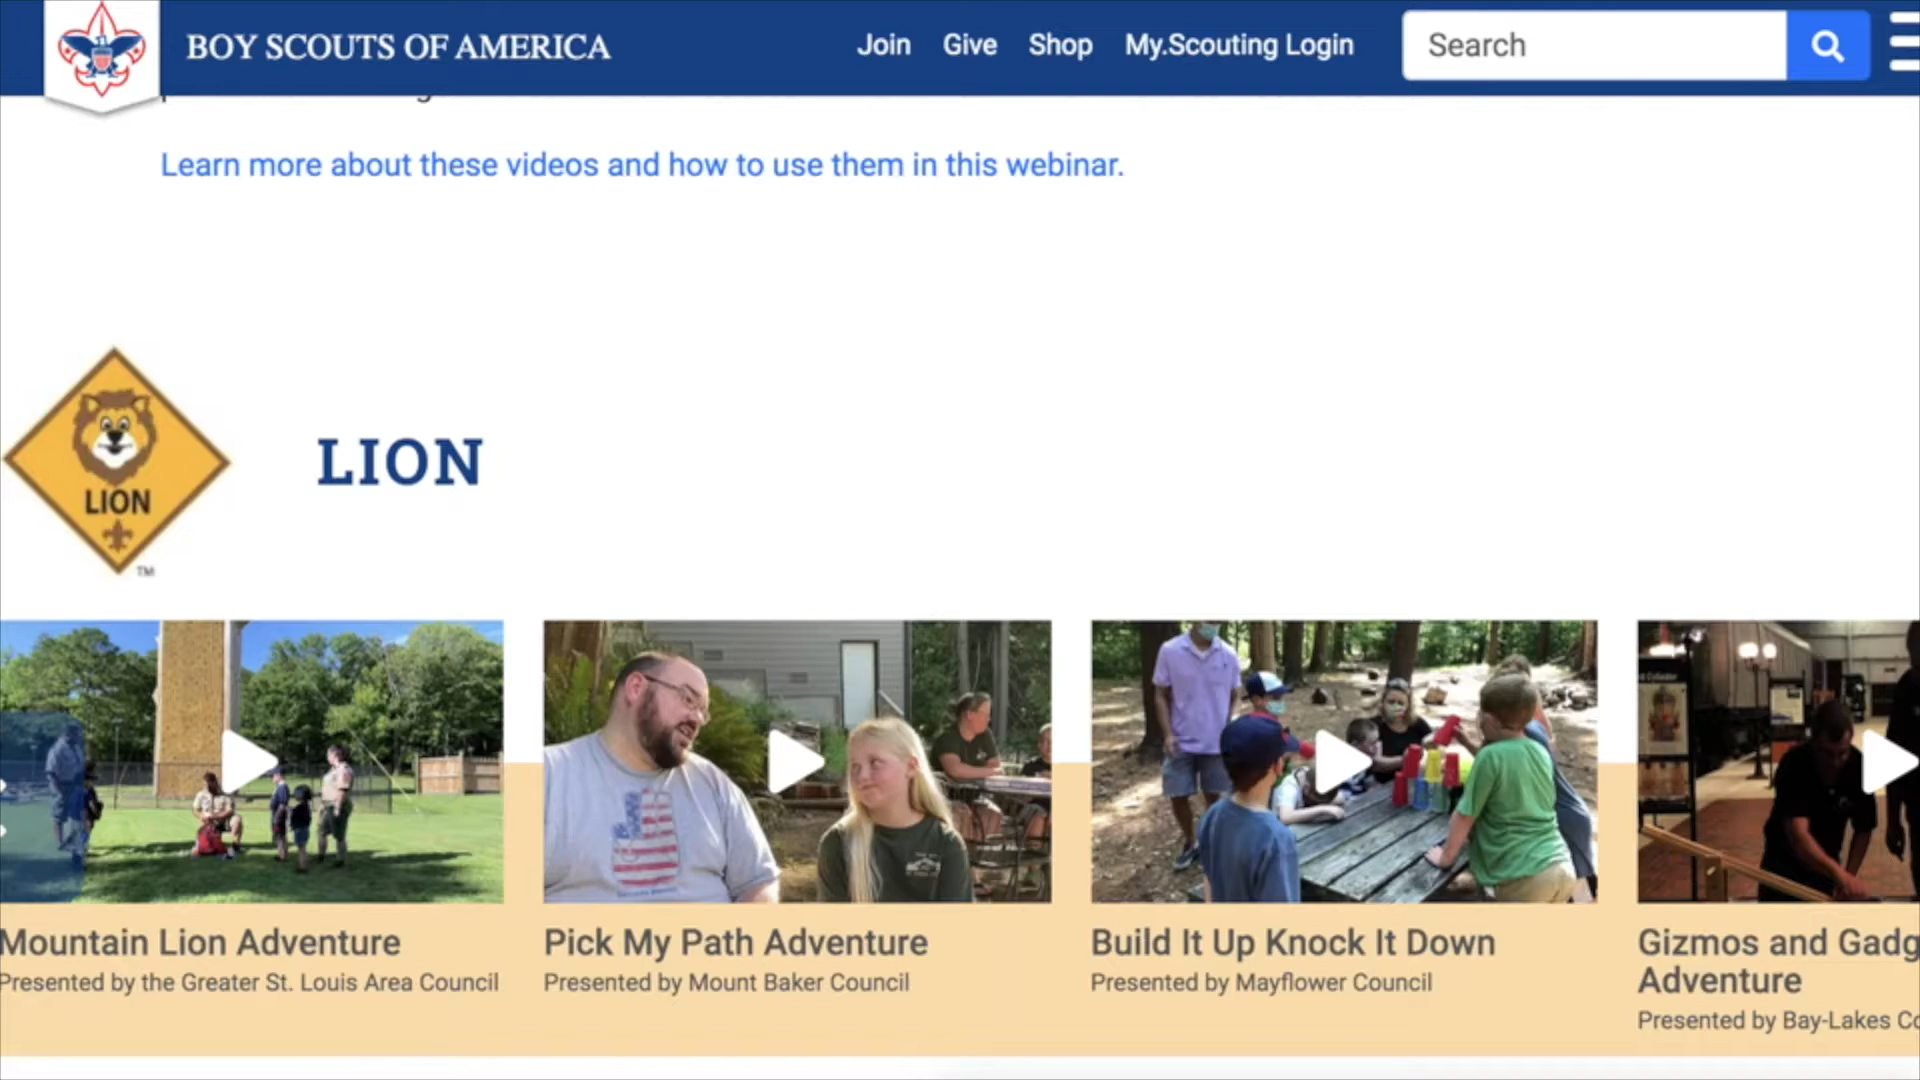 BOY SCOUTS OF AMERICA
Join Give Shop My.Scouting Login
Search
Learn more about these videos and how to use them in this webinar.
LION
TM
LION
Mountain Lion Adventure
Presented by the Greater St. Louis Area Council
Pick My Path Adventure
Presented by Mount Baker Council
Build It Up Knock It Down
Presented by Mayflower Council
Gizmos and Gadg
Adventure
Presented by Bay-Lakes Co